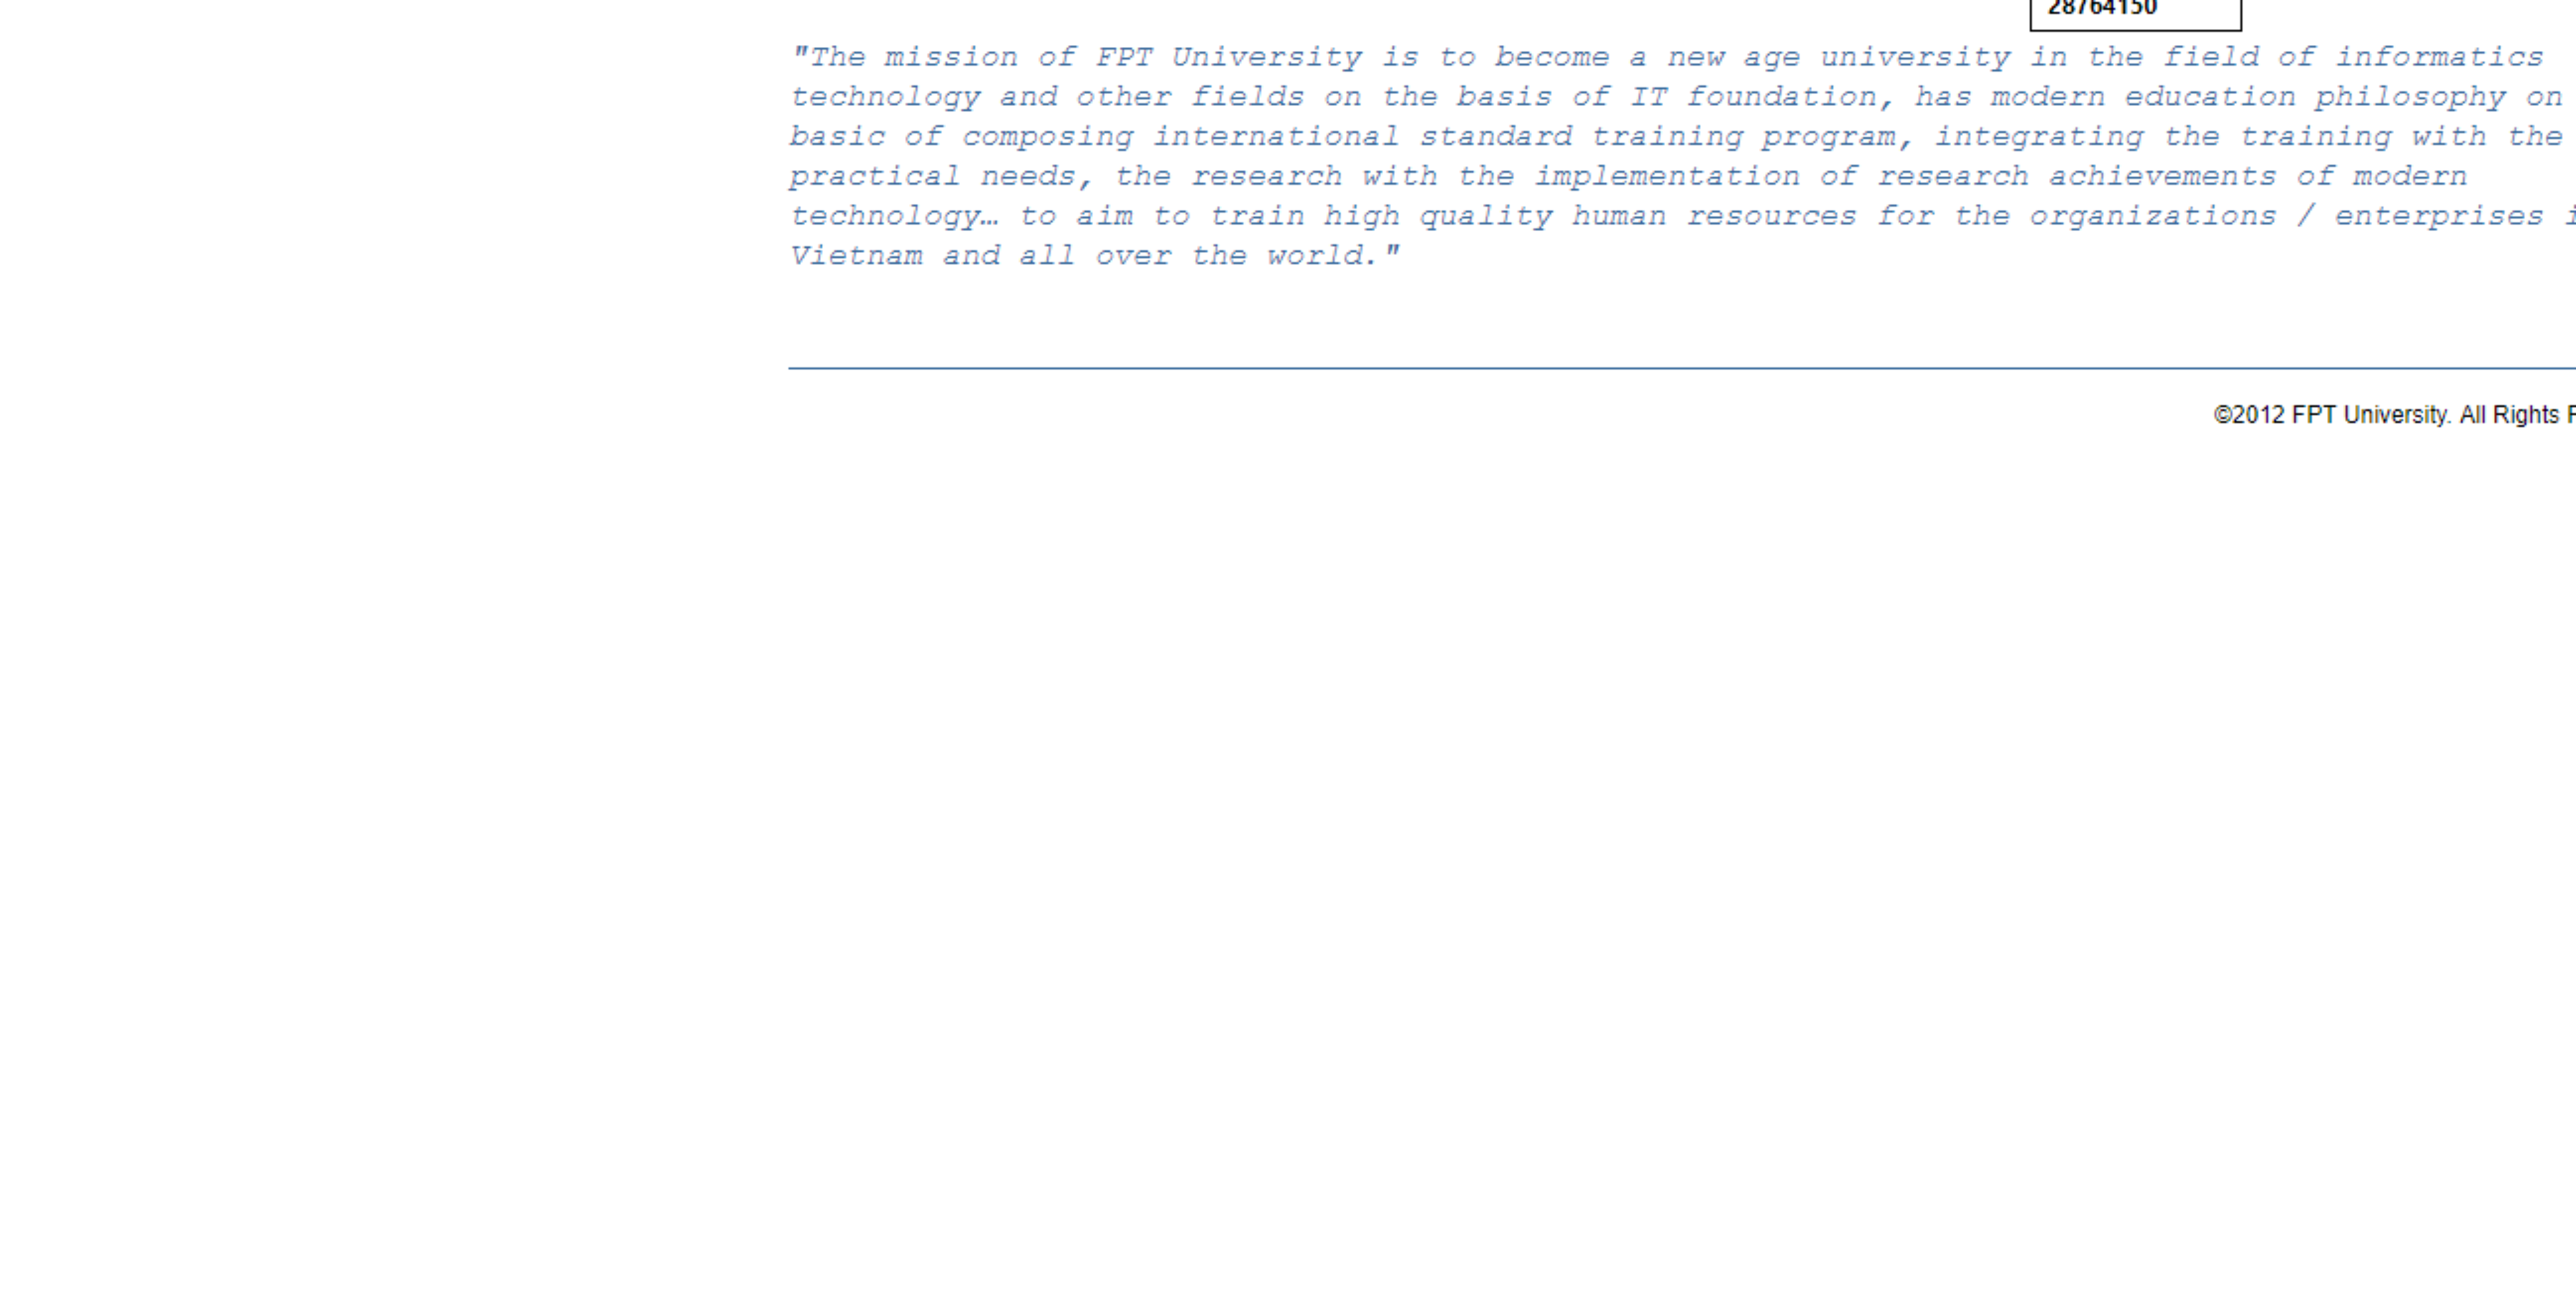 28764150
"The mission of FPT University is to become a new age university in the field of informatics
technology and other fields on the basis of IT foundation, has modern education philosophy on
basic of composing international standard training program, integrating the training with the
practical needs, the research with the implementation of research achievements of modern
technology… to aim to train high quality human resources for the organizations / enterprises
Vietnam and all over the world."
©2012 FPT University. All Rights